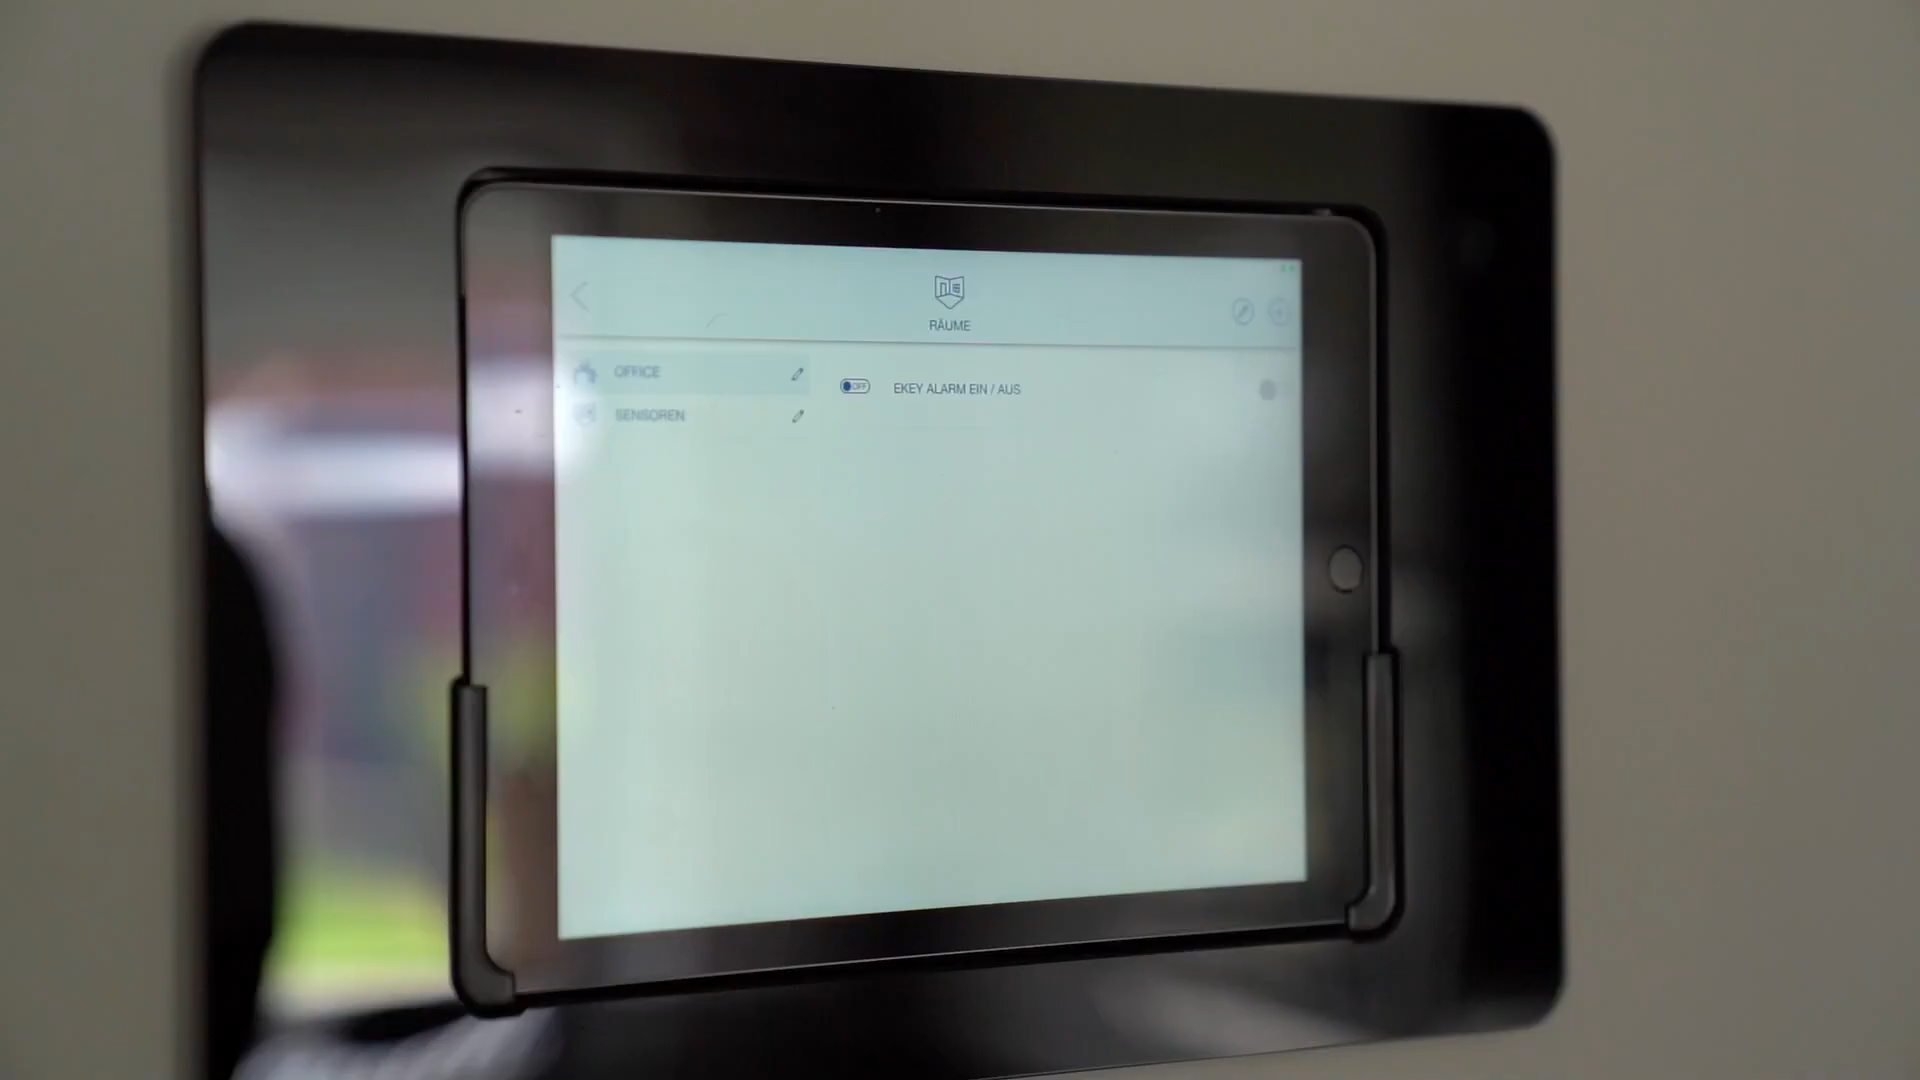 RÄUME
OFFICE
OFF
EKEY ALARM EIN / AUS
SENSOREN